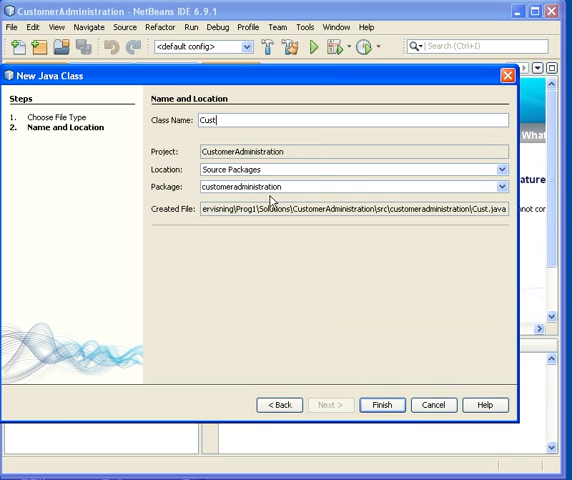 CustomerAdministration - NetBeans IDE 6.9.1
File Edit View Navigate Source Refactor Run Debug Profile Team Tools Window Help
<default config>
Search (Ctrl+I)
New Java Class
Steps
1. Choose File Type
2. Name and Location
Name and Location
Class Name: Cust
Project: CustomerAdministration
Location: Source Packages
Package: customeradministration
Created File: ervisning\Prog1\Solutions\CustomerAdministration\src\customeradministration\Cust.java
What
ature
not cor
< Back Next > Finish Cancel Help